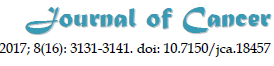 Journal of Cancer
2017; 8(16): 3131-3141. doi: 10.7150/jca.18457